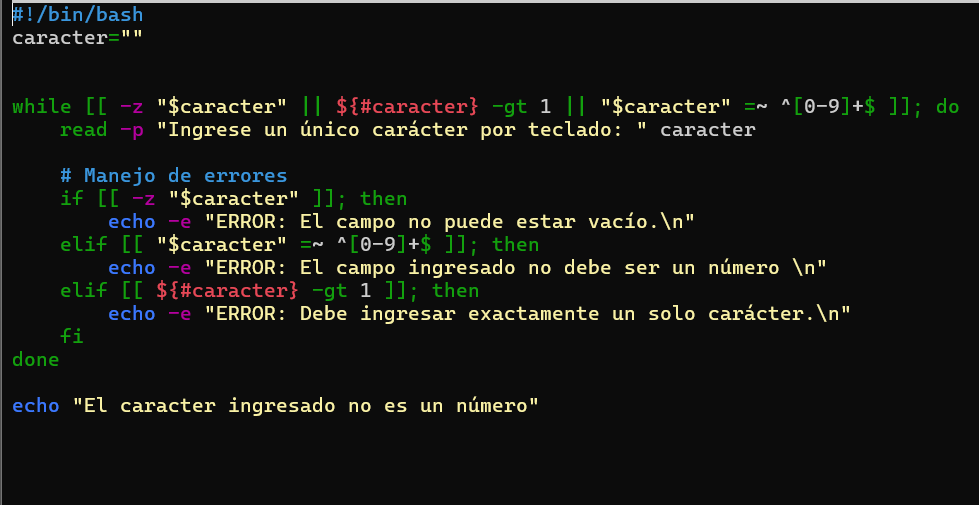 #!/bin/bash
caracter=""
while [[ -z "$caracter" || ${#caracter} -gt 1 || "$caracter" =~ ^[0-9]+$ ]]; do
    read -p "Ingrese un único carácter por teclado: " caracter
    # Manejo de errores
    if [[ -z "$caracter" ]]; then
        echo -e "ERROR: El campo no puede estar vacío.\n"
    elif [[ "$caracter" =~ ^[0-9]+$ ]]; then
        echo -e "ERROR: El campo ingresado no debe ser un número \n"
    elif [[ ${#caracter} -gt 1 ]]; then
        echo -e "ERROR: Debe ingresar exactamente un solo carácter.\n"
    fi
done
echo "El caracter ingresado no es un número"